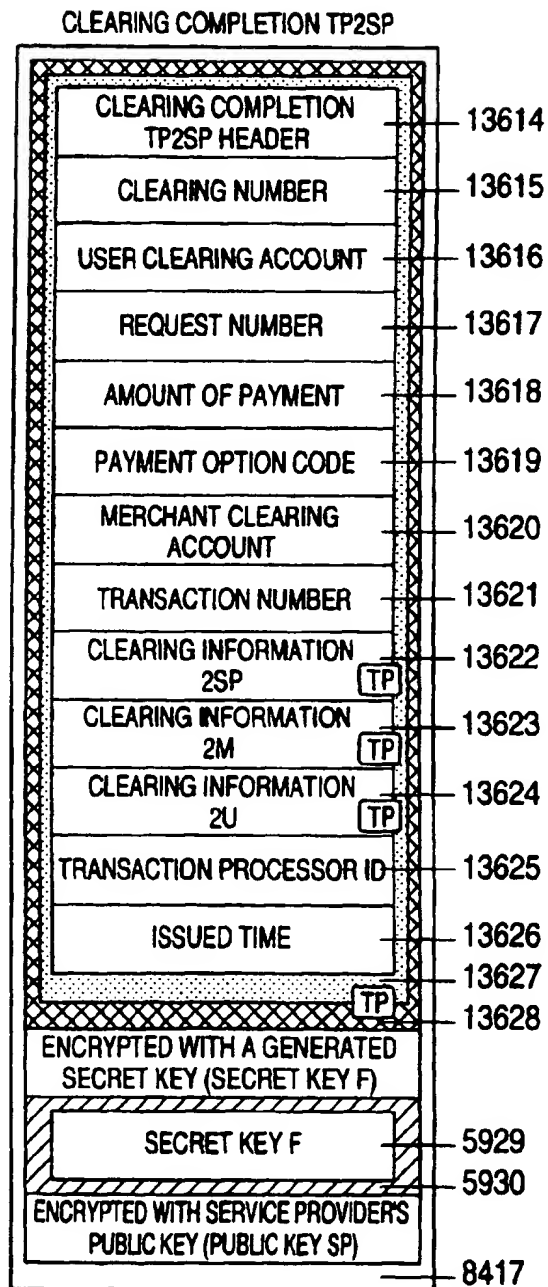 CLEARING COMPLETION TP2SP
CLEARING COMPLETION
TP2SP HEADER
13614
CLEARING NUMBER
13615
USER CLEARING ACCOUNT
13616
REQUEST NUMBER
13617
AMOUNT OF PAYMENT
13618
PAYMENT OPTION CODE
13619
MERCHANT CLEARING
ACCOUNT
13620
TRANSACTION NUMBER
13621
CLEARING INFORMATION
2SP
TP
13622
CLEARING INFORMATION
2M
TP
13623
CLEARING INFORMATION
2U
TP
13624
TRANSACTION PROCESSOR ID
13625
ISSUED TIME
13626
13627
TP
13628
ENCRYPTED WITH A GENERATED
SECRET KEY (SECRET KEY F)
SECRET KEY F
5929
5930
ENCRYPTED WITH SERVICE PROVIDER'S
PUBLIC KEY (PUBLIC KEY SP)
8417